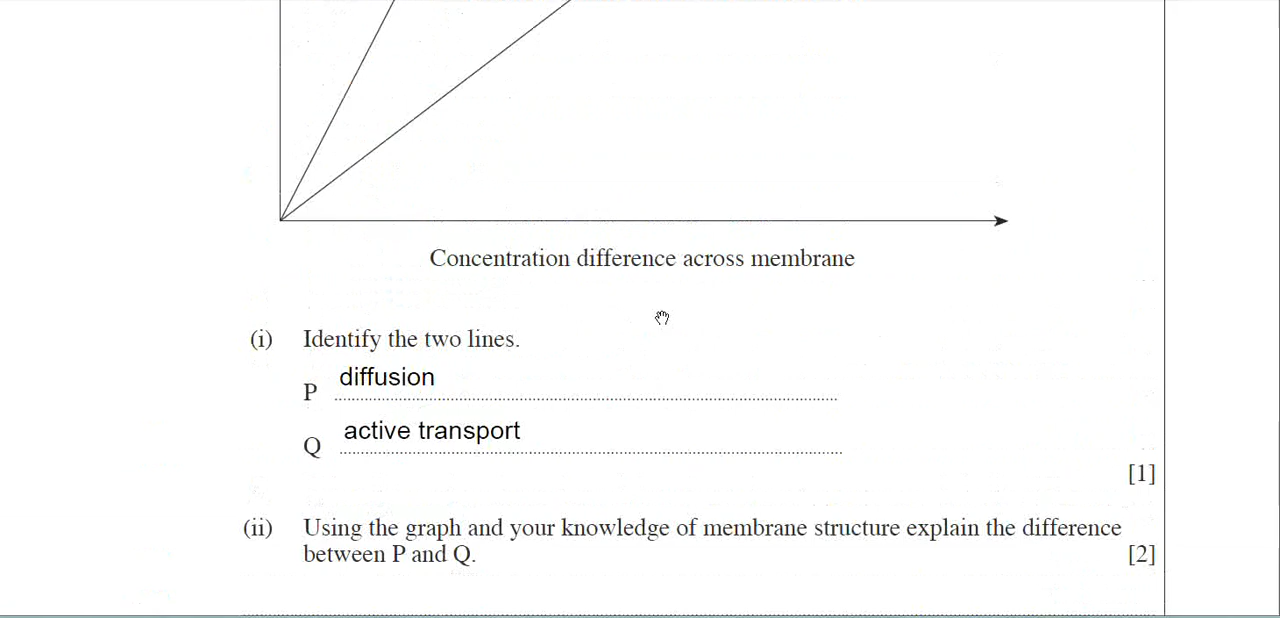 Concentration difference across membrane
(i) Identify the two lines.
P diffusion
Q active transport
[1]
(ii) Using the graph and your knowledge of membrane structure explain the difference
between P and Q. [2]